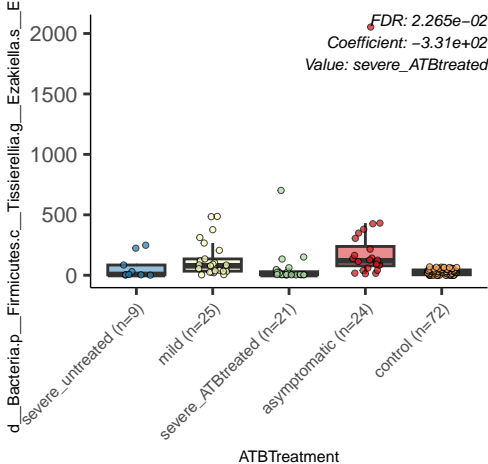 d__Bacteria.p__Firmicutes.c__Tissierellia.g__Ezakiella.s__E
FDR: 2.265e−02
Coefficient: −3.31e+02
Value: severe_ATBtreated
2000
1500
1000
500
0
severe_untreated (n=9)
mild (n=25)
severe_ATBtreated (n=21)
asymptomatic (n=24)
control (n=72)
ATBTreatment